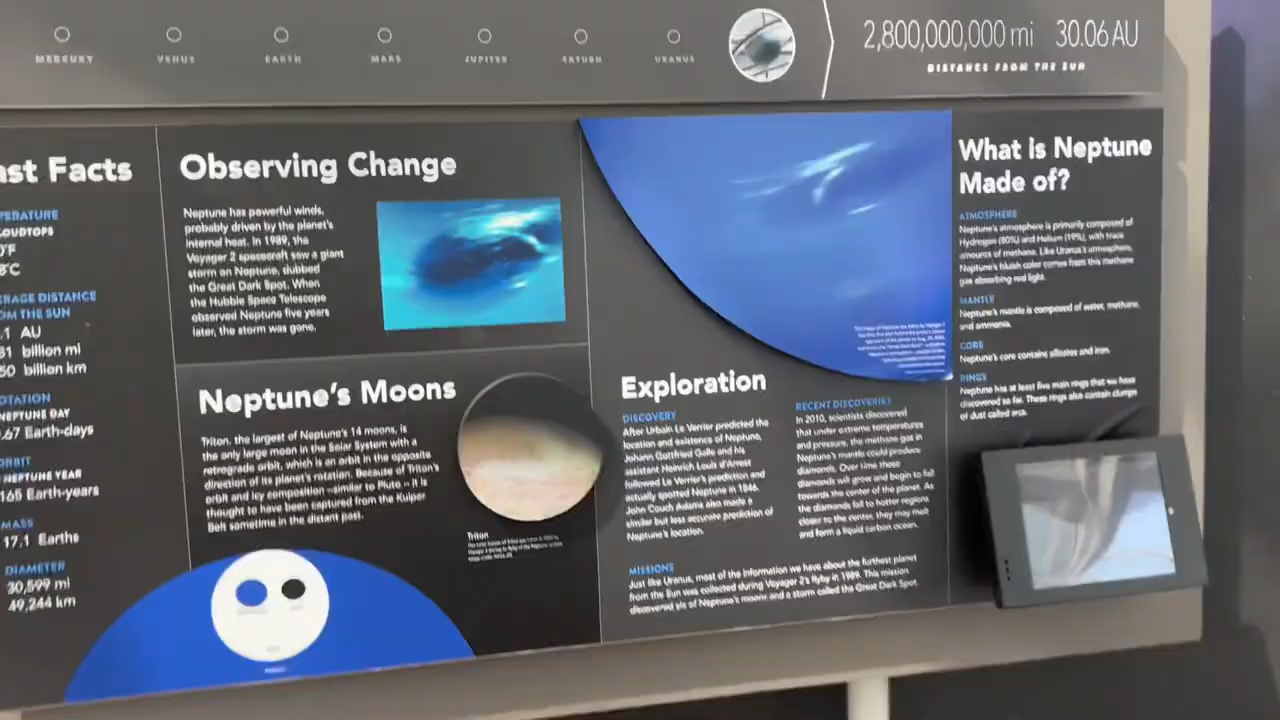 MERCURY
VENUS
EARTH
MARS
JUPITER
SATURN
URANUS
2,800,000,000 mi 30.06 AU
DISTANCE FROM THE SUN
ast Facts
PERATURE
LOUDTOPS
°F
8°C
ERAGE DISTANCE
OM THE SUN
.1 AU
billion mi
50 billion km
OTATION
NEPTUNE DAY
.67 Earth-days
ORBIT
NEPTUNE YEAR
165 Earth-years
MASS
17.1 Earths
DIAMETER
30,599 mi
49,244 km
Observing Change
Neptune has powerful winds,
probably driven by the planet's
internal heat. In 1989, the
Voyager 2 spacecraft saw a giant
storm on Neptune, dubbed
the Great Dark Spot. When
the Hubble Space Telescope
observed Neptune five years
later, the storm was gone.
Neptune's Moons
Triton, the largest of Neptune's 14 moons, is
the only large moon in the Solar System with a
retrograde orbit, which is an orbit in the opposite
direction of its planet's rotation. Because of Triton's
orbit and icy composition – similar to Pluto – it is
thought to have been captured from the Kuiper
Belt sometime in the distant past.
Triton
Exploration
DISCOVERY
After Urbain Le Verrier predicted the
location and existence of Neptune,
Johann Gottfried Galle and his
assistant Heinrich Louis d'Arrest
followed Le Verrier's prediction and
actually spotted Neptune in 1846.
John Couch Adams also made a
similar but less accurate prediction of
Neptune's location.
RECENT DISCOVERIES
In 2010, scientists discovered
that under extreme temperatures
and pressure, the methane gas in
Neptune's mantle could produce
diamonds. Over time these
diamonds will grow and begin to fall
towards the center of the planet. As
the diamonds fall to hotter regions
closer to the center, they may melt
and form a liquid carbon ocean.
MISSIONS
Just like Uranus, most of the information we have about the furthest planet
from the Sun was collected during Voyager 2's flyby in 1989. This mission
discovered six of Neptune's moons and a storm called the Great Dark Spot.
What is Neptune
Made of?
ATMOSPHERE
Neptune's atmosphere is primarily composed of
Hydrogen (80%) and Helium (19%), with trace
amounts of methane. Like Uranus's atmosphere,
Neptune's bluish color comes from this methane
gas absorbing red light.
MANTLE
Neptune's mantle is composed of water, methane,
and ammonia.
CORE
Neptune's core contains silicates and iron.
RINGS
Neptune has at least five main rings that we have
discovered so far. These rings also contain clumps
of dust called arcs.